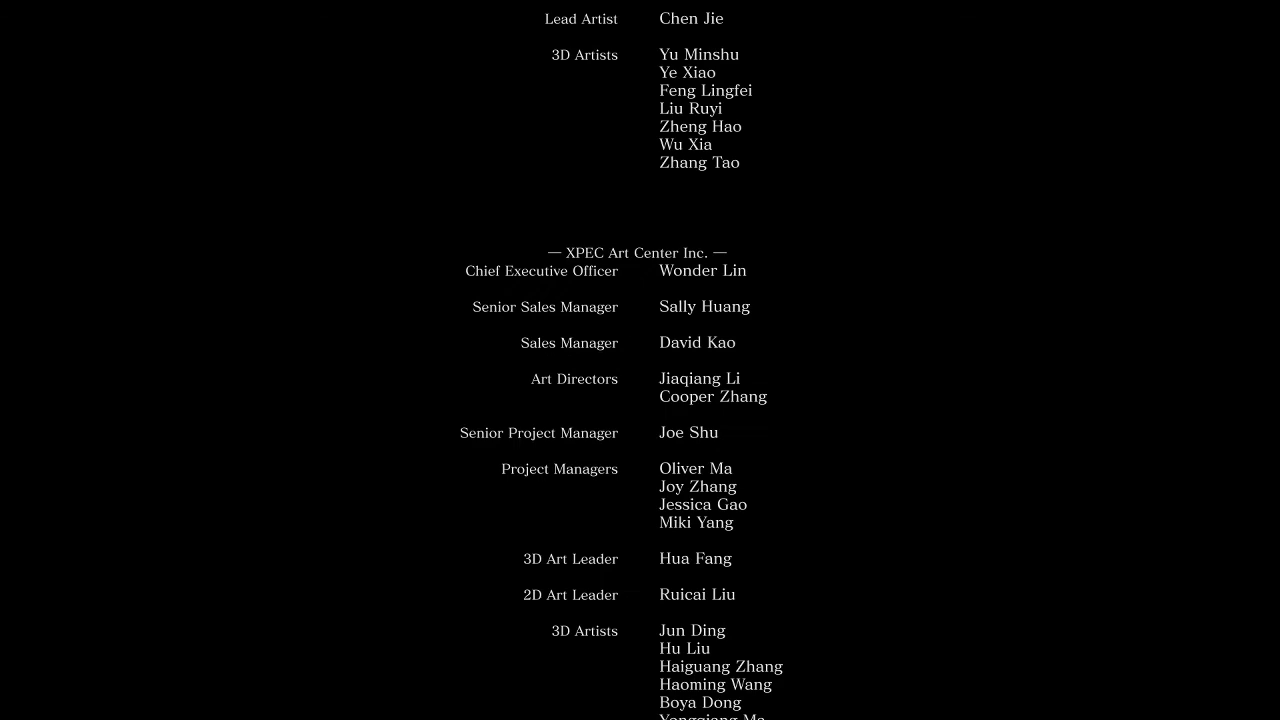 Lead Artist Chen Jie
3D Artists Yu Minshu
Ye Xiao
Feng Lingfei
Liu Ruyi
Zheng Hao
Wu Xia
Zhang Tao
— XPEC Art Center Inc. —
Chief Executive Officer Wonder Lin
Senior Sales Manager Sally Huang
Sales Manager David Kao
Art Directors Jiaqiang Li
Cooper Zhang
Senior Project Manager Joe Shu
Project Managers Oliver Ma
Joy Zhang
Jessica Gao
Miki Yang
3D Art Leader Hua Fang
2D Art Leader Ruicai Liu
3D Artists Jun Ding
Hu Liu
Haiguang Zhang
Haoming Wang
Boya Dong